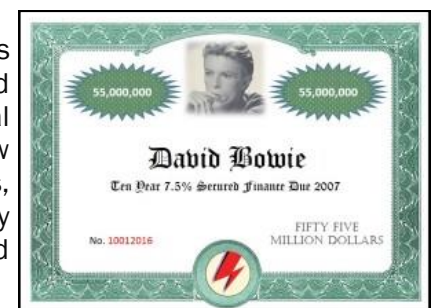 55,000,000 55,000,000
David Bowie
Ten Year 7.5% Secured Finance Due 2007
No. 10012016
FIFTY FIVE
MILLION DOLLARS